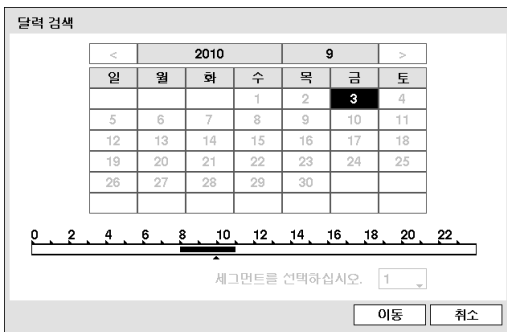 달력 검색
< 2010 9 >
일 월 화 수 목 금 토
1 2 3 4
5 6 7 8 9 10 11
12 13 14 15 16 17 18
19 20 21 22 23 24 25
26 27 28 29 30
0 2 4 6 8 10 12 14 16 18 20 22
세그먼트를 선택하십시오. 1
이동 취소